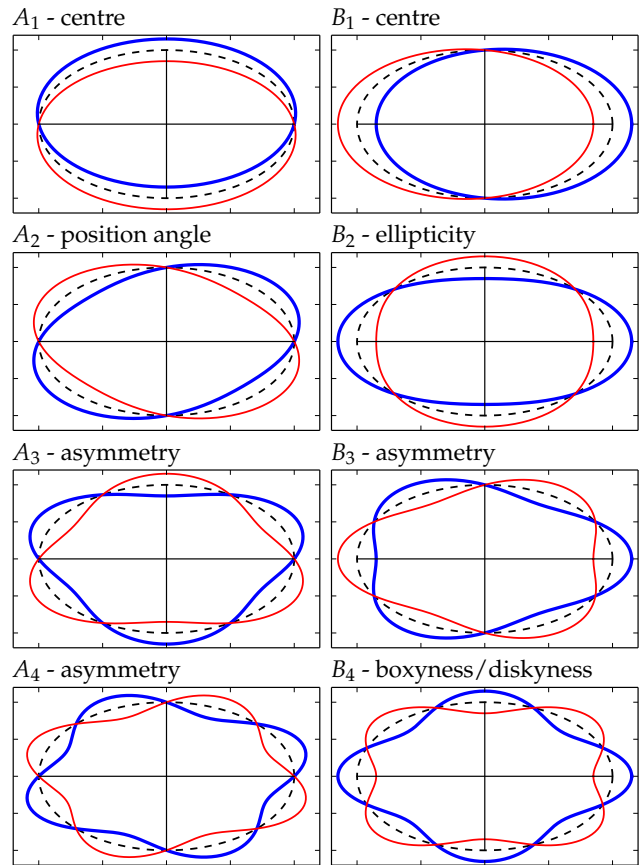 A₁ - centre
B₁ - centre
A₂ - position angle
B₂ - ellipticity
A₃ - asymmetry
B₃ - asymmetry
A₄ - asymmetry
B₄ - boxyness/diskyness